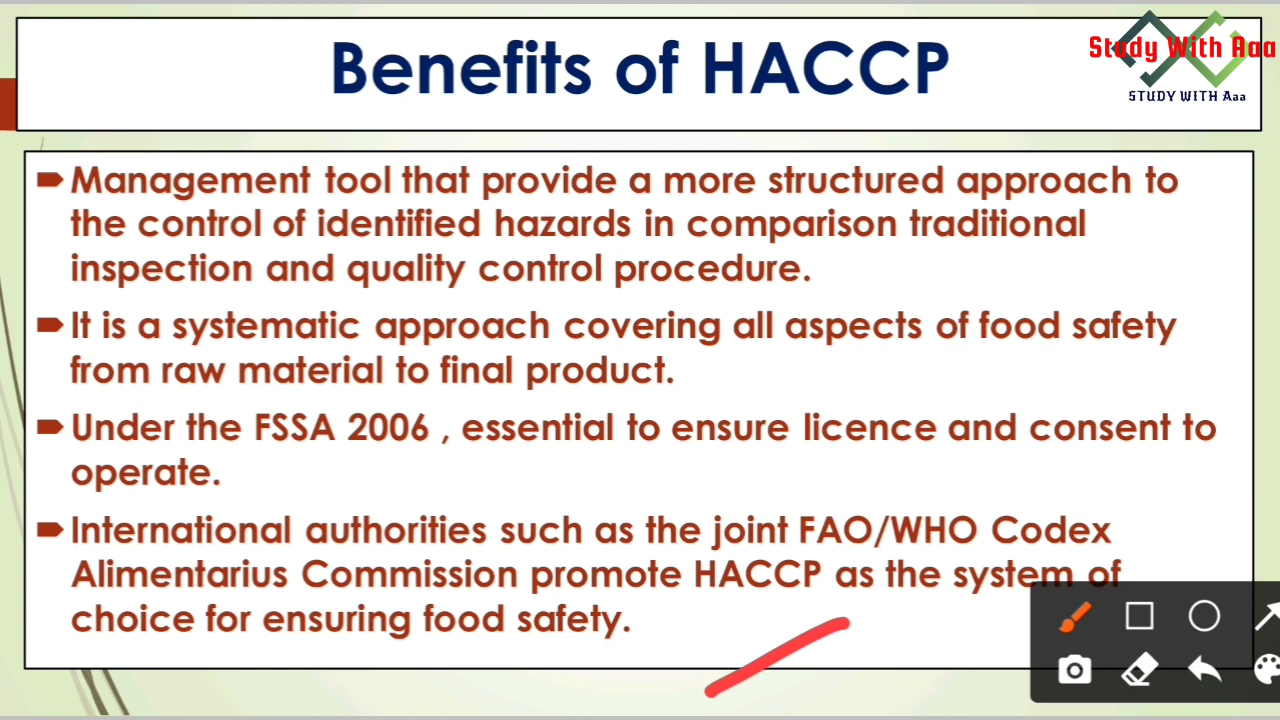 Benefits of HACCP
Study With Aaa
STUDY WITH Aaa
Management tool that provide a more structured approach to
the control of identified hazards in comparison traditional
inspection and quality control procedure.
It is a systematic approach covering all aspects of food safety
from raw material to final product.
Under the FSSA 2006 , essential to ensure licence and consent to
operate.
International authorities such as the joint FAO/WHO Codex
Alimentarius Commission promote HACCP as the system of
choice for ensuring food safety.